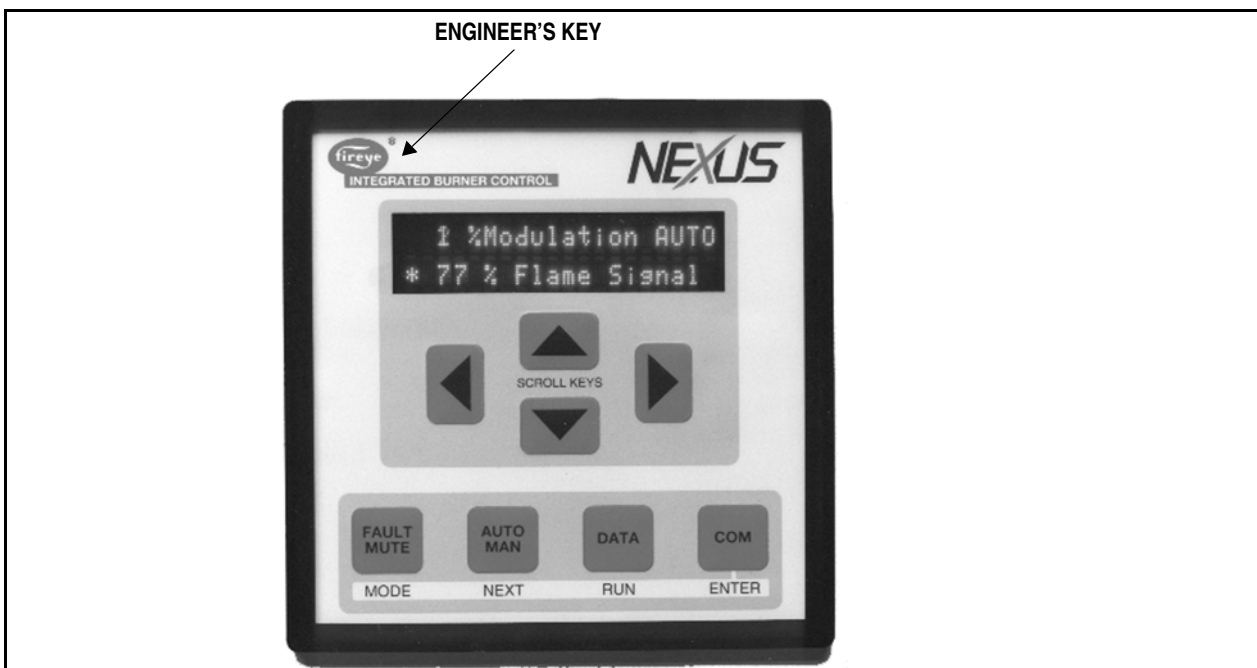 ENGINEER'S KEY
fireye®
NEXUS
INTEGRATED BURNER CONTROL
1 %Modulation AUTO
* 77 % Flame Signal
SCROLL KEYS
FAULT MUTE
AUTO MAN
DATA
COM
MODE
NEXT
RUN
ENTER